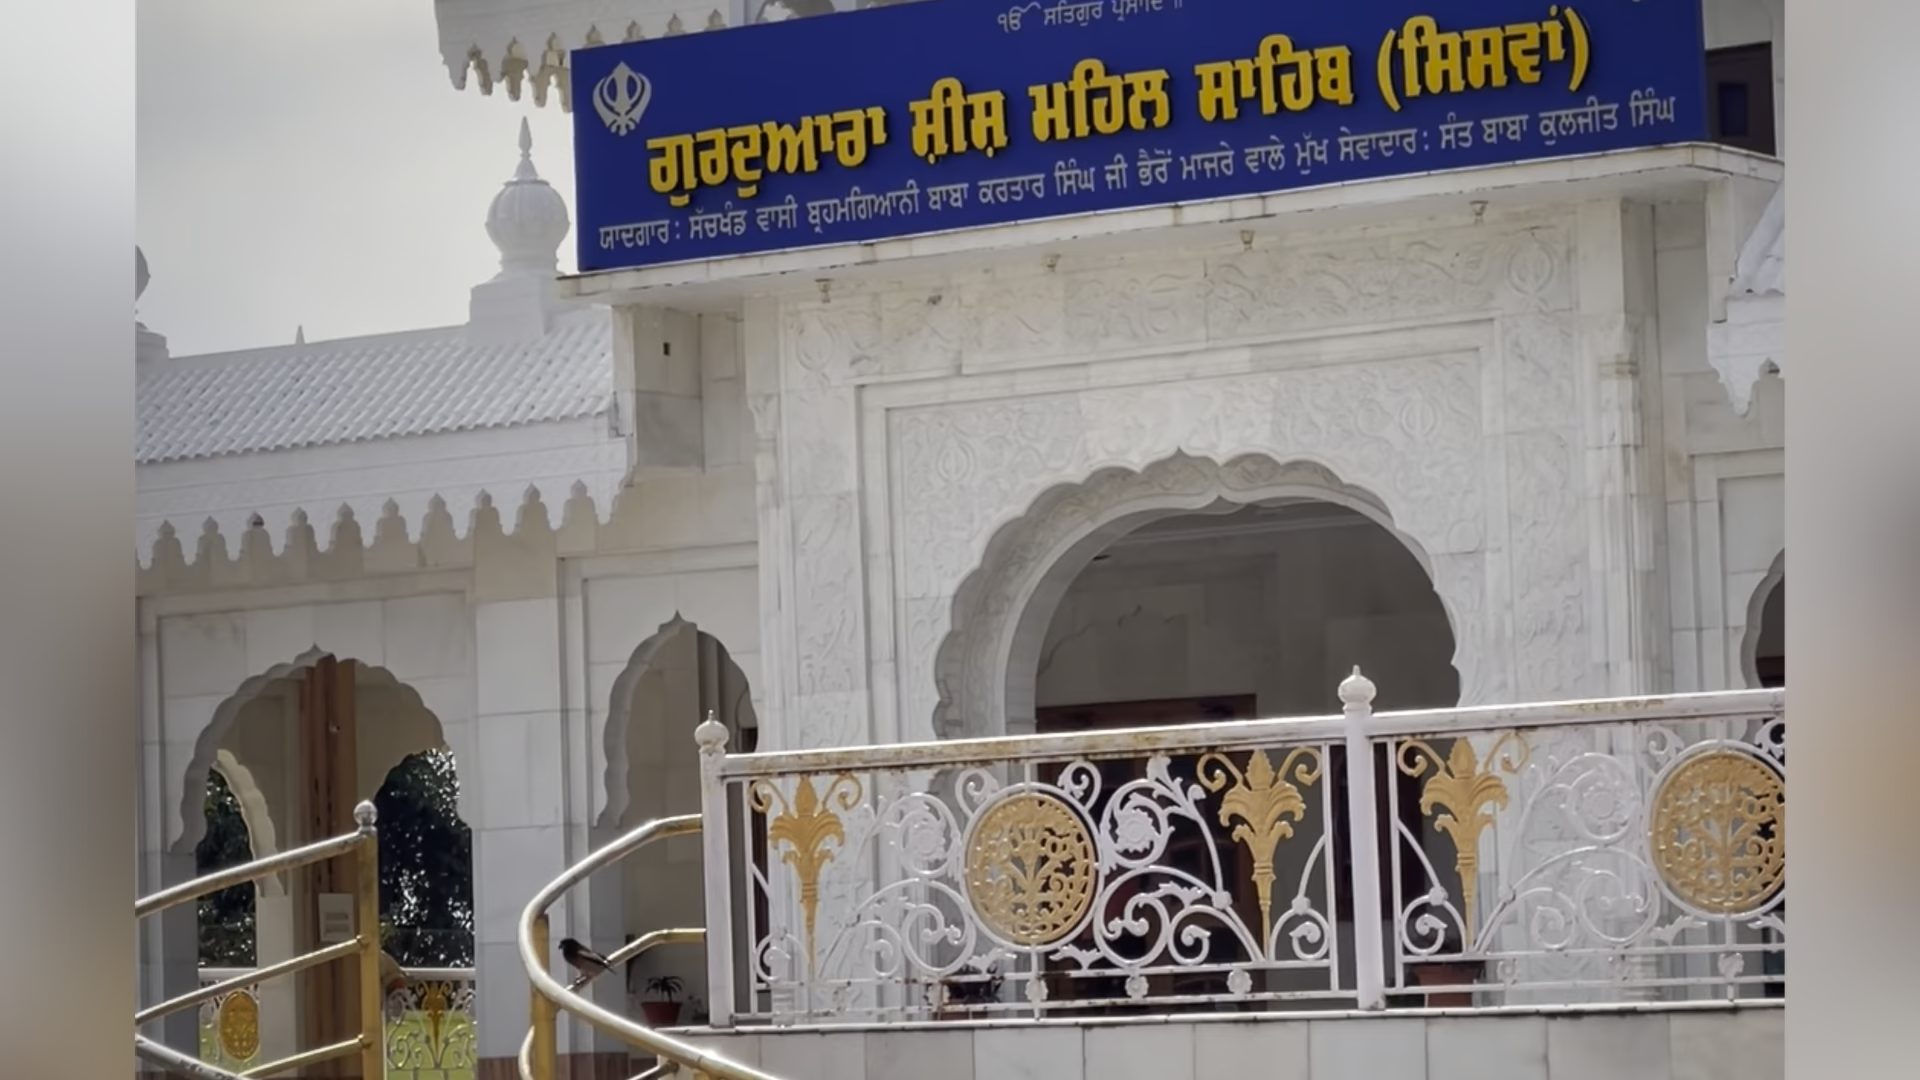 ੴ ਸਤਿਗੁਰ ਪ੍ਰਸਾਦਿ ॥
ਗੁਰਦੁਆਰਾ ਸ਼ੀਸ਼ ਮਹਿਲ ਸਾਹਿਬ (ਸਿਸਵਾਂ)
ਯਾਦਗਾਰ: ਸੱਚਖੰਡ ਵਾਸੀ ਬ੍ਰਹਮਗਿਆਨੀ ਬਾਬਾ ਕਰਤਾਰ ਸਿੰਘ ਜੀ ਭੈਰੋਂ ਮਾਜਰੇ ਵਾਲੇ ਮੁੱਖ ਸੇਵਾਦਾਰ: ਸੰਤ ਬਾਬਾ ਕੁਲਜੀਤ ਸਿੰਘ